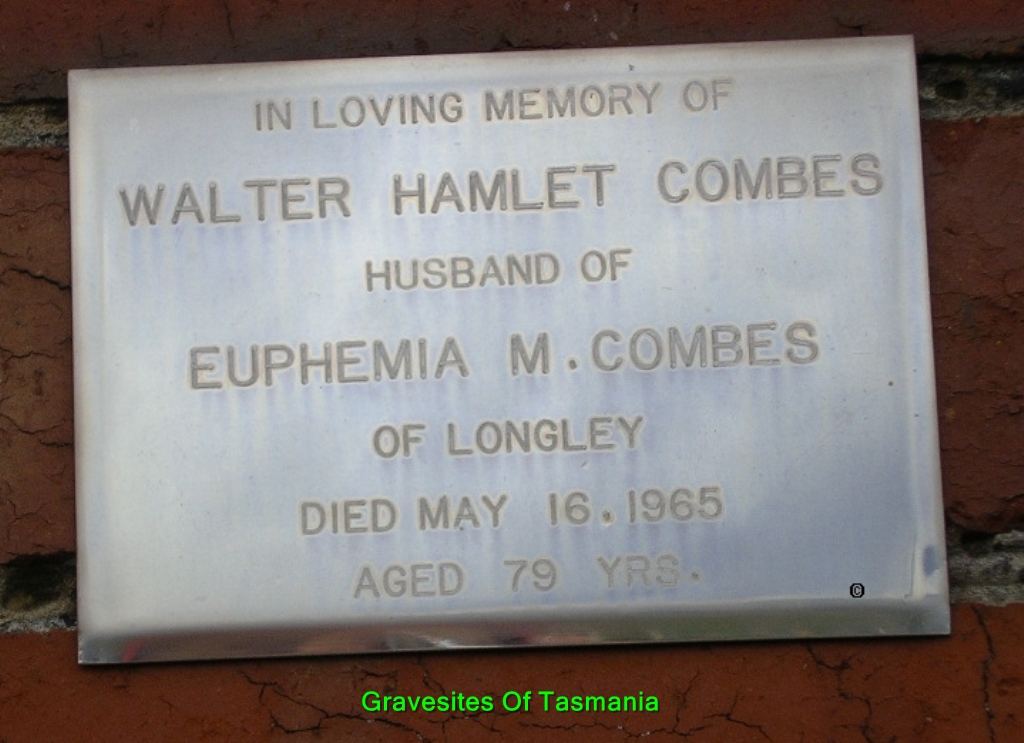 IN LOVING MEMORY OF
WALTER HAMLET COMBES
HUSBAND OF
EUPHEMIA M. COMBES
OF LONGLEY
DIED MAY 16.1965
AGED 79 YRS.
©
Gravesites Of Tasmania